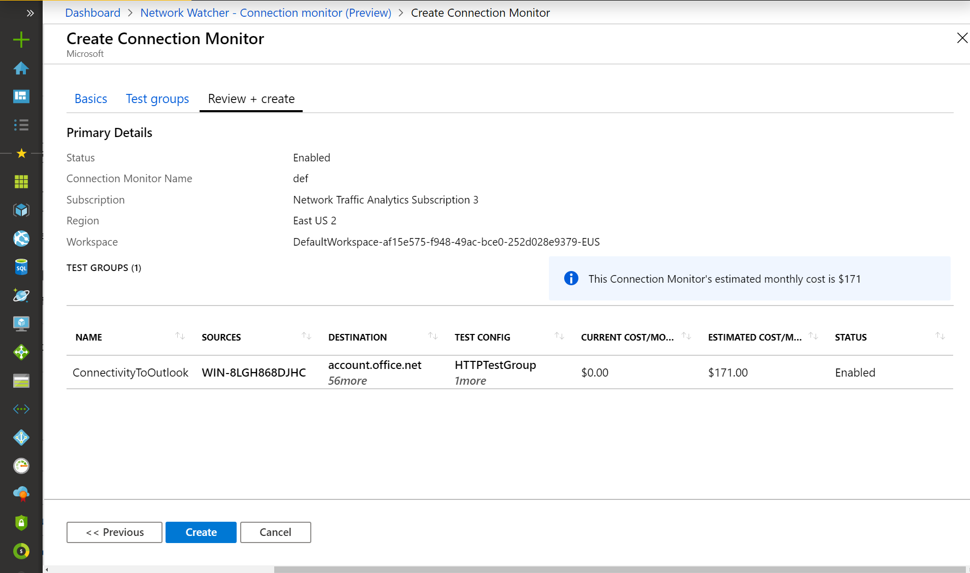 Dashboard > Network Watcher - Connection monitor (Preview) > Create Connection Monitor
Create Connection Monitor
Microsoft
Basics Test groups Review + create
Primary Details
Status Enabled
Connection Monitor Name def
Subscription Network Traffic Analytics Subscription 3
Region East US 2
Workspace DefaultWorkspace-af15e575-f948-49ac-bce0-252d028e9379-EUS
TEST GROUPS (1)
This Connection Monitor's estimated monthly cost is $171
NAME SOURCES DESTINATION TEST CONFIG CURRENT COST/MO... ESTIMATED COST/M... STATUS
ConnectivityToOutlook WIN-8LGH868DJHC account.office.net HTTPTestGroup $0.00 $171.00 Enabled
56more 1more
<< Previous Create Cancel